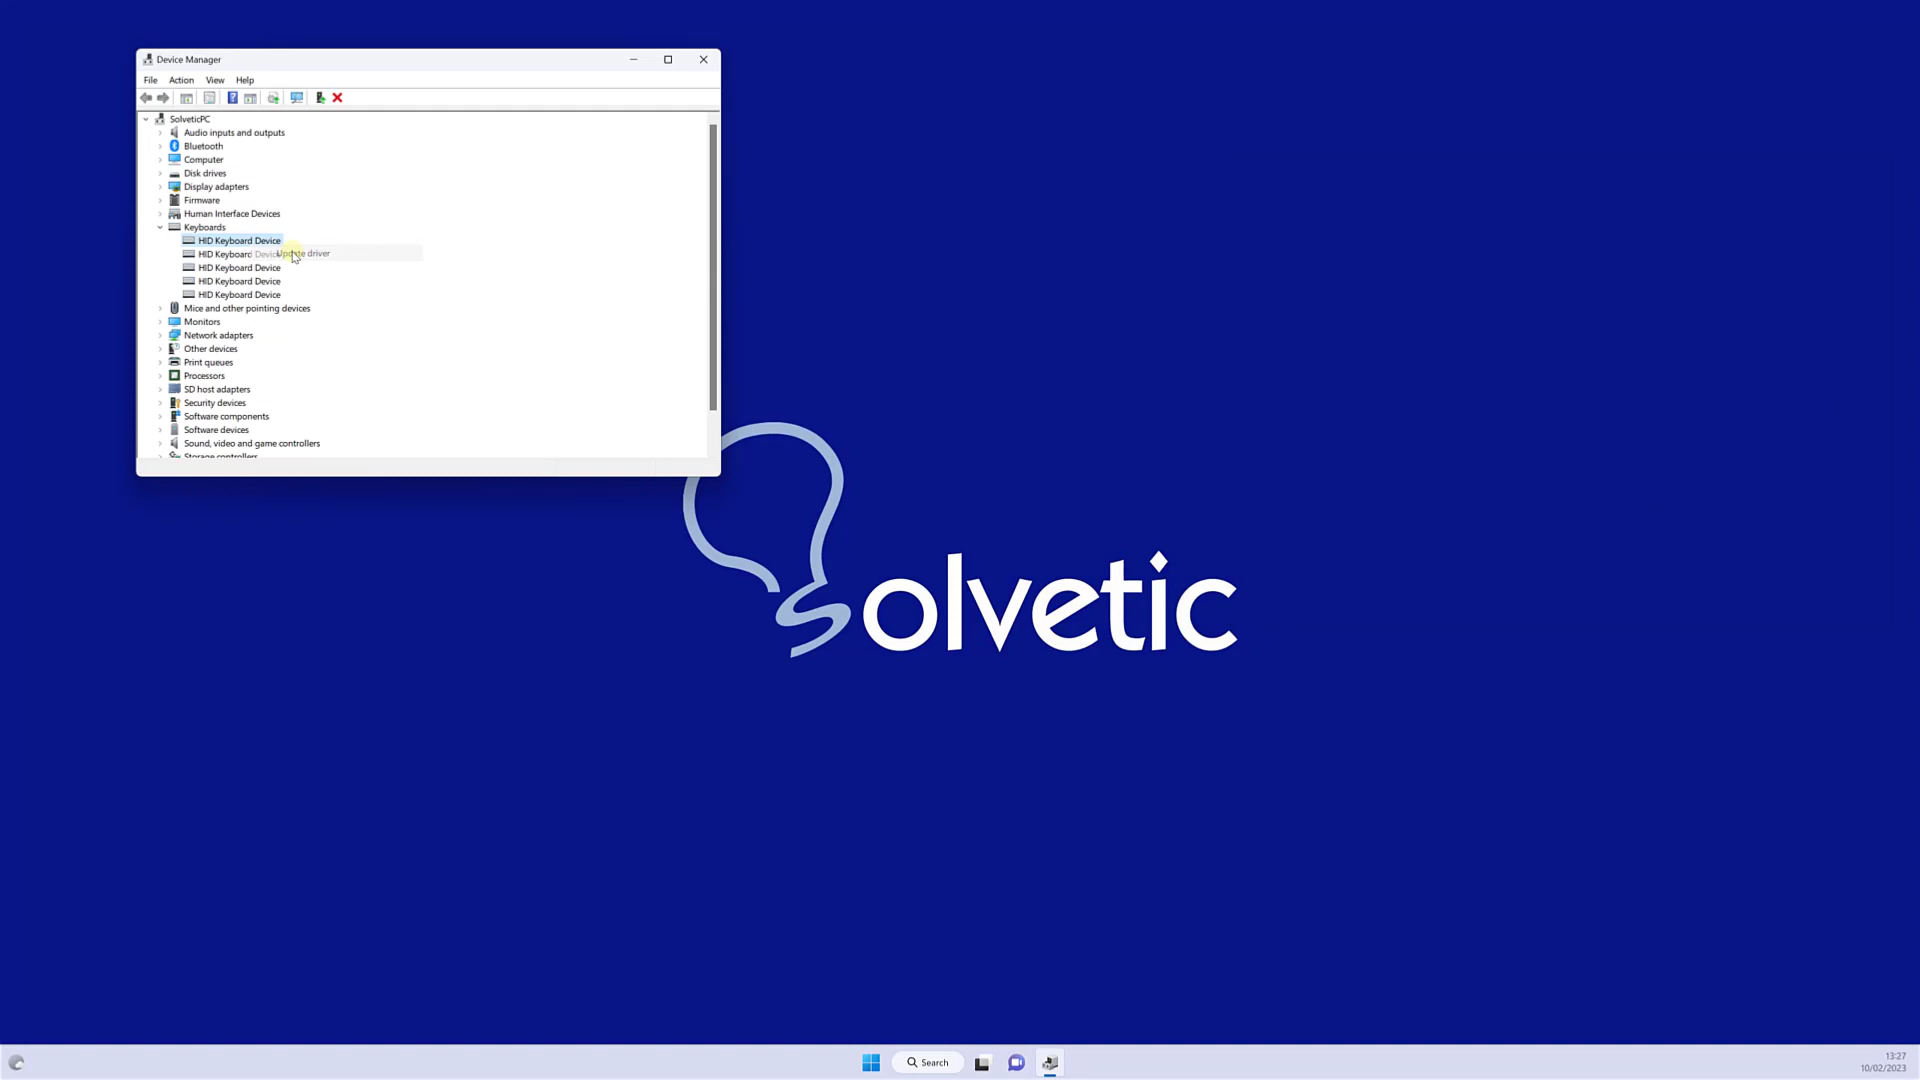 Device Manager
File Action View Help
SolveticPC
Audio inputs and outputs
Bluetooth
Computer
Disk drives
Display adapters
Firmware
Human Interface Devices
Keyboards
HID Keyboard Device
HID Keyboard Device Update driver
HID Keyboard Device
HID Keyboard Device
HID Keyboard Device
Mice and other pointing devices
Monitors
Network adapters
Other devices
Print queues
Processors
SD host adapters
Security devices
Software components
Software devices
Sound, video and game controllers
Storage controllers
Solvetic
Search
13:27
10/02/2023